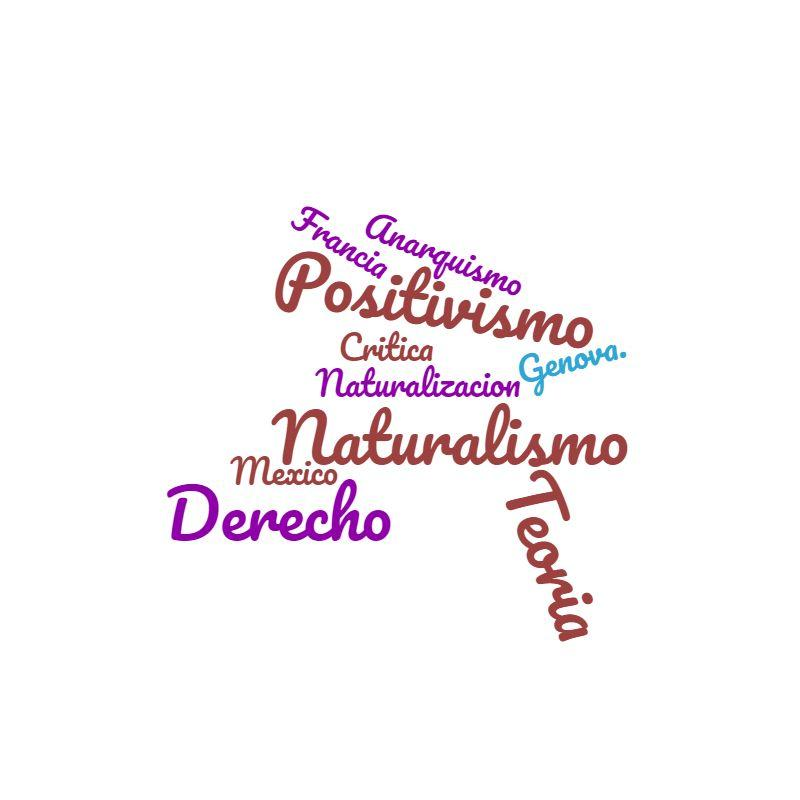 Francia
Anarquismo
Positivismo
Critica
Genova.
Naturalizacion
Naturalismo
Mexico
Derecho
Teoria